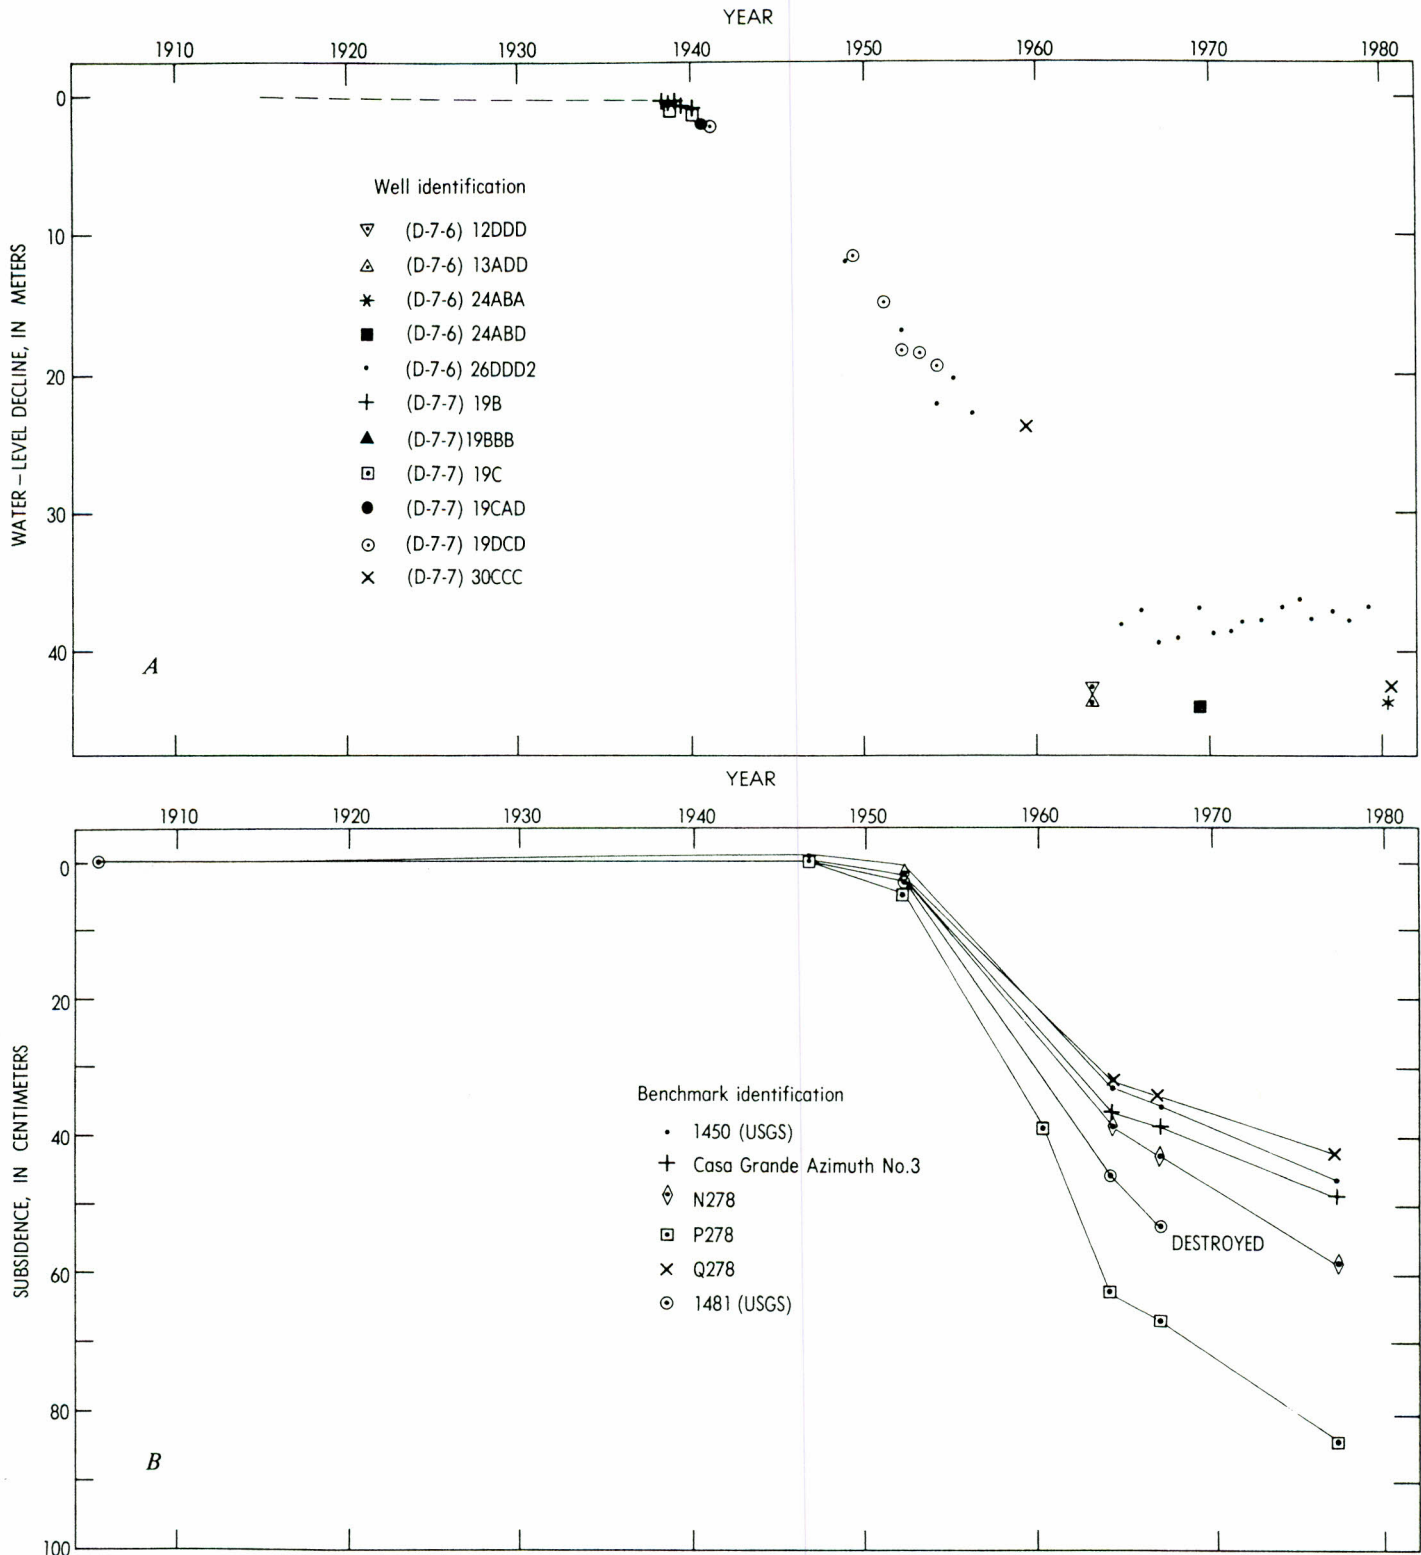 YEAR
1910 1920 1930 1940 1950 1960 1970 1980
0
10
20
30
40
WATER-LEVEL DECLINE, IN METERS
Well identification
(D-7-6) 12DDD
(D-7-6) 13ADD
(D-7-6) 24ABA
(D-7-6) 24ABD
(D-7-6) 26DDD2
(D-7-7) 19B
(D-7-7) 19BBB
(D-7-7) 19C
(D-7-7) 19CAD
(D-7-7) 19DCD
(D-7-7) 30CCC
A
YEAR
1910 1920 1930 1940 1950 1960 1970 1980
0
20
40
60
80
100
SUBSIDENCE, IN CENTIMETERS
Benchmark identification
1450 (USGS)
Casa Grande Azimuth No.3
N278
P278
Q278
1481 (USGS)
DESTROYED
B